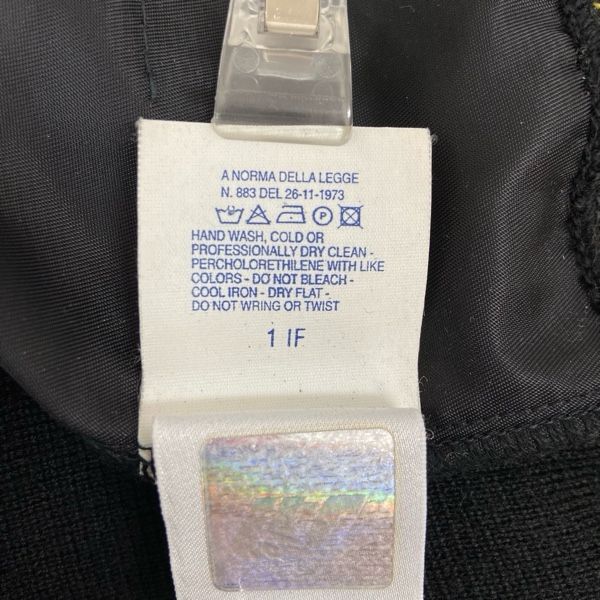 A NORMA DELLA LEGGE
N. 883 DEL 26-11-1973
P
HAND WASH, COLD OR
PROFESSIONALLY DRY CLEAN -
PERCHOLORETHILENE WITH LIKE
COLORS - DO NOT BLEACH -
COOL IRON - DRY FLAT -
DO NOT WRING OR TWIST
1 IF